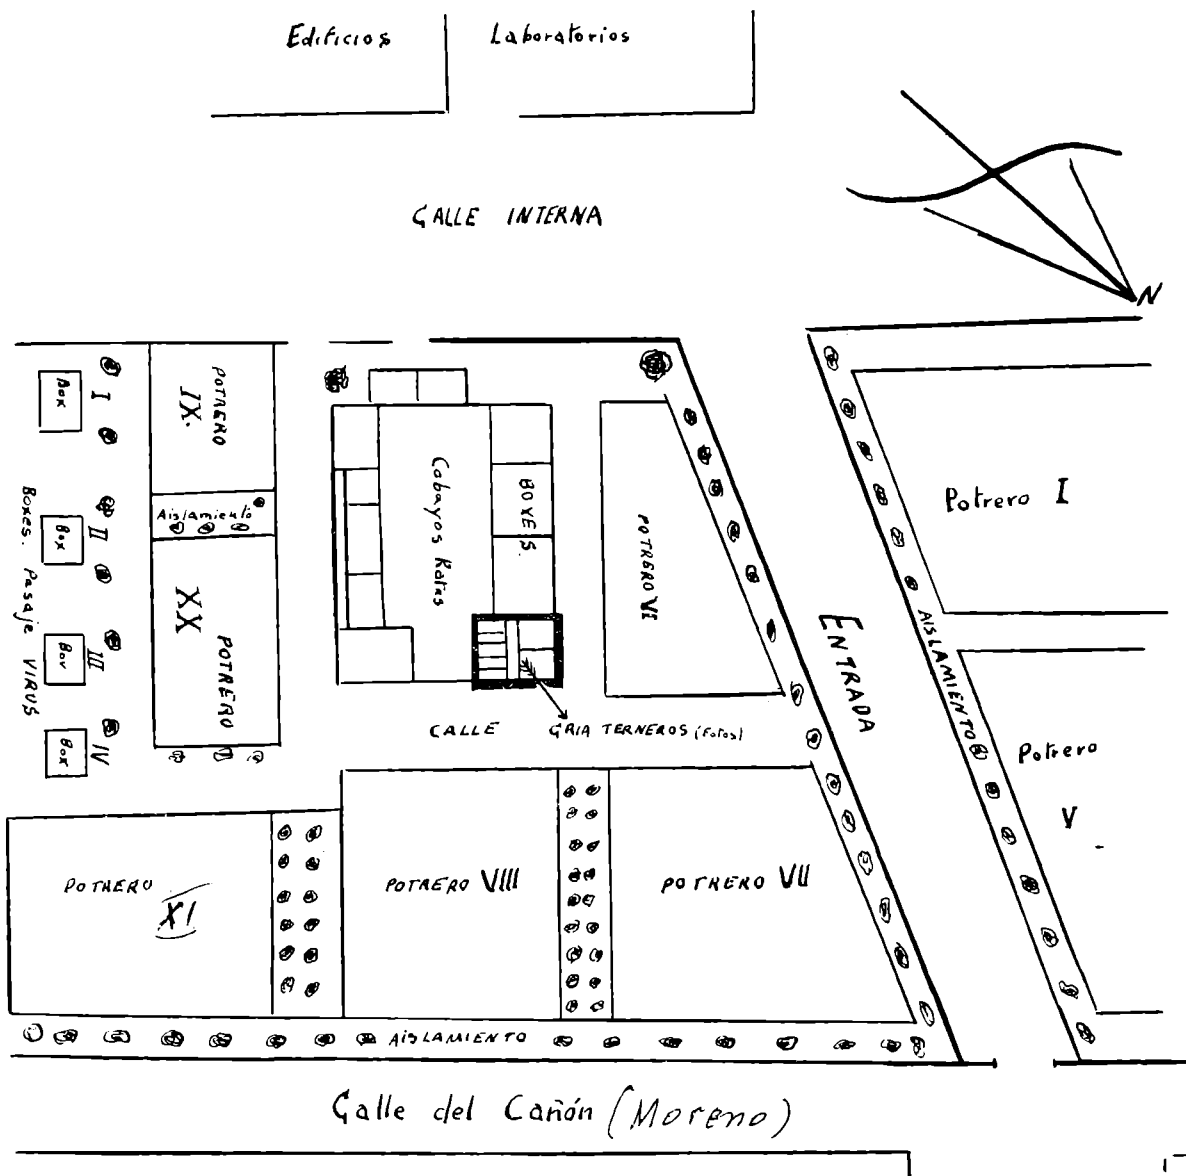 Edificios
Laboratorios
CALLE INTERNA
N
Box
I
Box
II
Box
III
Box
IV
Boxes. Pasaje VIRUS
POTRERO
IX.
Aislamiento
XX
POTRERO
Cobayos Ratas
BOXES.
POTRERO VI
ENTRADA
AISLAMIENTO
Potrero I
Potrero
V
CALLE
CRIA TERNEROS (Fotos)
POTRERO
XI
POTRERO VIII
POTRERO VII
AISLAMIENTO
Calle del Cañón (Moreno)